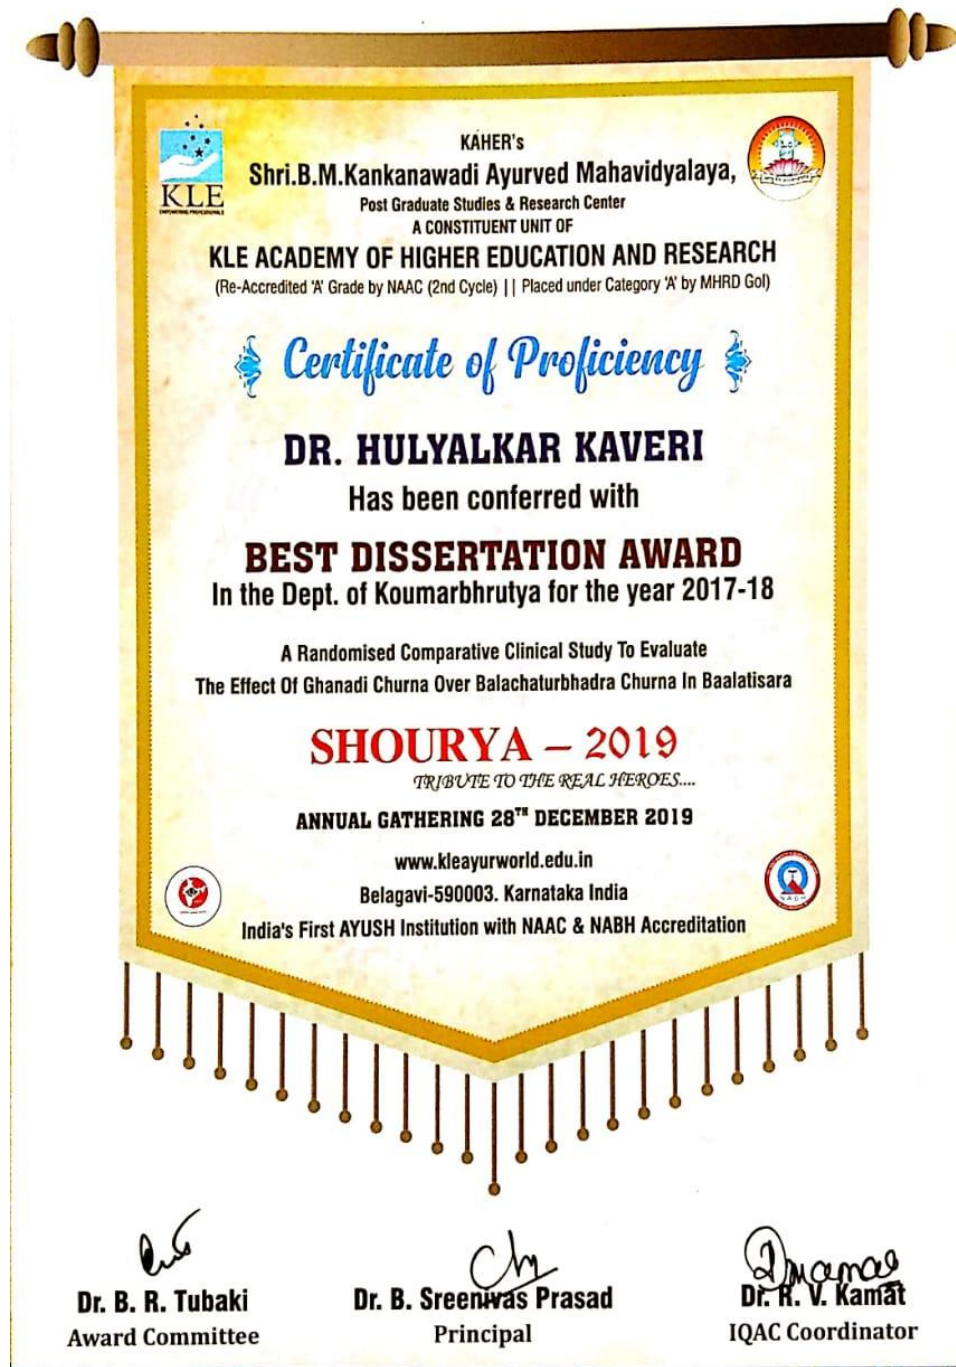 KAHER's
Shri.B.M.Kankanawadi Ayurved Mahavidyalaya,
Post Graduate Studies & Research Center
A CONSTITUENT UNIT OF
KLE ACADEMY OF HIGHER EDUCATION AND RESEARCH
(Re-Accredited 'A' Grade by NAAC (2nd Cycle) || Placed under Category 'A' by MHRD GoI)
KLE
EMPOWERING PROFESSIONALS
Certificate of Proficiency
DR. HULYALKAR KAVERI
Has been conferred with
BEST DISSERTATION AWARD
In the Dept. of Koumarbhrutya for the year 2017-18
A Randomised Comparative Clinical Study To Evaluate
The Effect Of Ghanadi Churna Over Balachaturbhadra Churna In Baalatisara
SHOURYA – 2019
TRIBUTE TO THE REAL HEROES....
ANNUAL GATHERING 28TH DECEMBER 2019
www.kleayurworld.edu.in
Belagavi-590003. Karnataka India
India's First AYUSH Institution with NAAC & NABH Accreditation
NABH
Dr. B. R. Tubaki
Award Committee
Dr. B. Sreenivas Prasad
Principal
Dr. R. V. Kamat
IQAC Coordinator